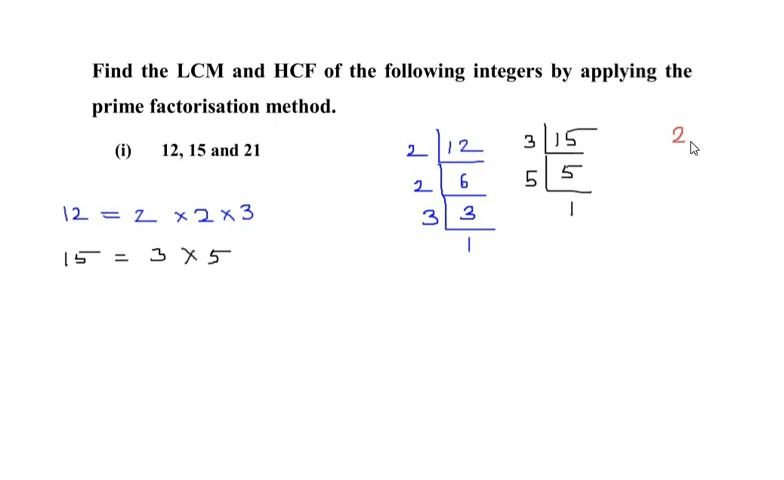 Find the LCM and HCF of the following integers by applying the
prime factorisation method.
(i) 12, 15 and 21
2 12
2 6
3 3
1
3 15
5 5
1
2
12 = 2 × 2 × 3
15 = 3 × 5